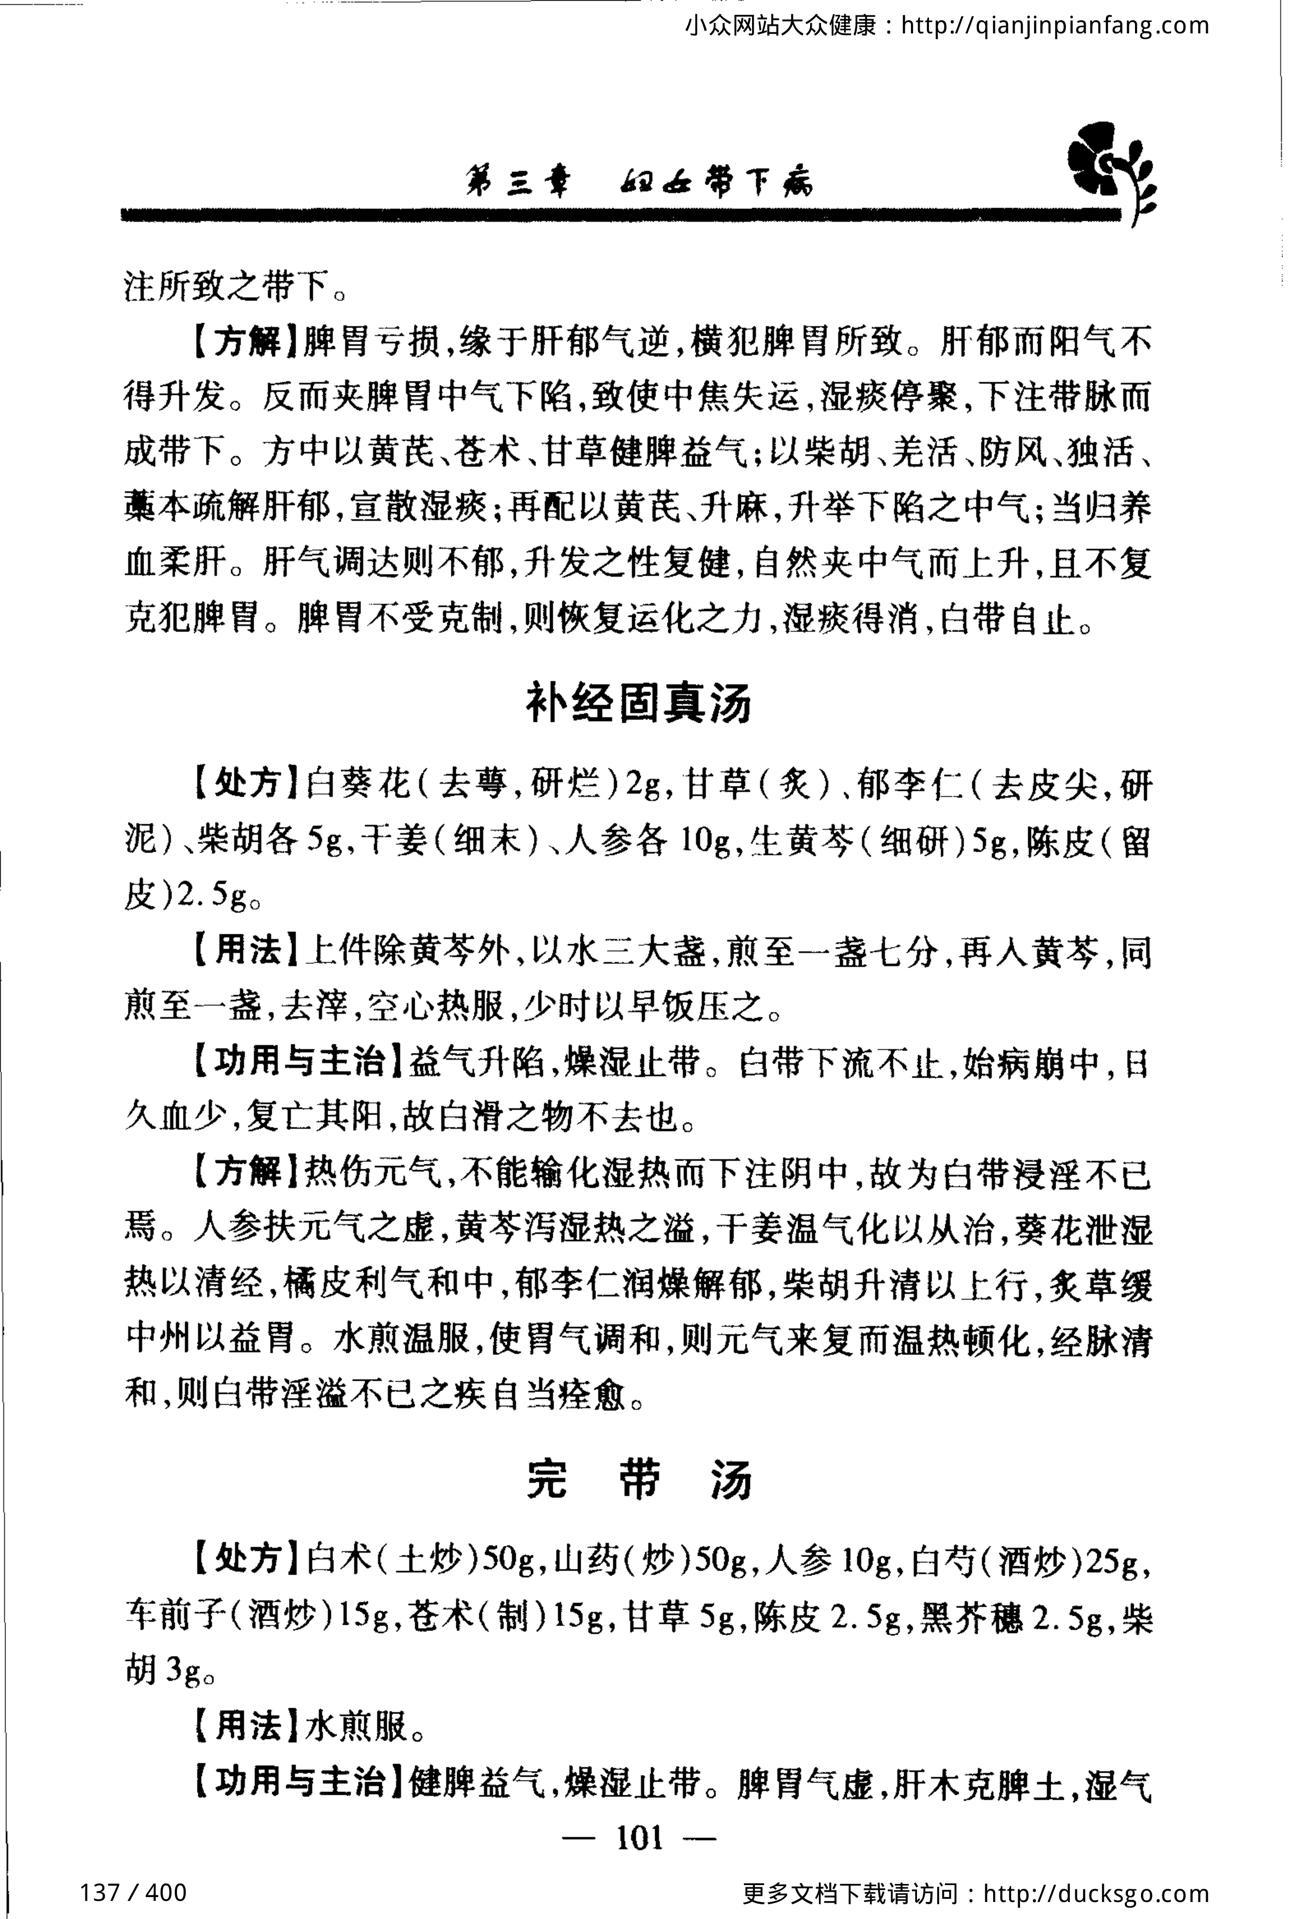 小众网站大众健康：http://qianjinpianfang.com
第三章　妇女带下病
注所致之带下。
【方解】脾胃亏损,缘于肝郁气逆,横犯脾胃所致。肝郁而阳气不
得升发。反而夹脾胃中气下陷,致使中焦失运,湿痰停聚,下注带脉而
成带下。方中以黄芪、苍术、甘草健脾益气;以柴胡、羌活、防风、独活、
藁本疏解肝郁,宣散湿痰;再配以黄芪、升麻,升举下陷之中气;当归养
血柔肝。肝气调达则不郁,升发之性复健,自然夹中气而上升,且不复
克犯脾胃。脾胃不受克制,则恢复运化之力,湿痰得消,白带自止。
补经固真汤
【处方】白葵花(去萼,研烂)2g,甘草(炙)、郁李仁(去皮尖,研
泥)、柴胡各 5g,干姜(细末)、人参各 10g,生黄芩(细研)5g,陈皮(留
皮)2.5g。
【用法】上件除黄芩外,以水三大盏,煎至一盏七分,再人黄芩,同
煎至一盏,去滓,空心热服,少时以早饭压之。
【功用与主治】益气升陷,燥湿止带。白带下流不止,始病崩中,日
久血少,复亡其阳,故白滑之物不去也。
【方解】热伤元气,不能输化湿热而下注阴中,故为白带浸淫不已
焉。人参扶元气之虚,黄芩泻湿热之溢,干姜温气化以从治,葵花泄湿
热以清经,橘皮利气和中,郁李仁润燥解郁,柴胡升清以上行,炙草缓
中州以益胃。水煎温服,使胃气调和,则元气来复而温热顿化,经脉清
和,则白带淫溢不已之疾自当痊愈。
完　带　汤
【处方】白术(土炒)50g,山药(炒)50g,人参 10g,白芍(酒炒)25g,
车前子(酒炒)15g,苍术(制)15g,甘草 5g,陈皮 2.5g,黑芥穗 2.5g,柴
胡 3g。
【用法】水煎服。
【功用与主治】健脾益气,燥湿止带。脾胃气虚,肝木克脾土,湿气
— 101 —
137 / 400
更多文档下载请访问：http://ducksgo.com